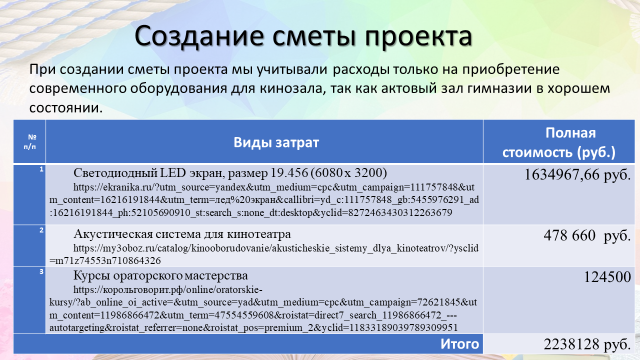 Создание сметы проекта
При создании сметы проекта мы учитывали расходы только на приобретение
современного оборудования для кинозала, так как актовый зал гимназии в хорошем
состоянии.
№
п/п
Виды затрат
Полная
стоимость (руб.)
1
Светодиодный LED экран, размер 19.456 (6080 x 3200)
1634967,66 руб.
https://ekranika.ru/?utm_source=yandex&utm_medium=cpc&utm_campaign=111757848&ut
m_content=16216191844&utm_term=лед%20экран&callibri=yd_c:111757848_gb:5455976291_ad
:16216191844_ph:52105690910_st:search_s:none_dt:desktop&yclid=8272463430312263679
2
Акустическая система для кинотеатра
478 660 руб.
https://my3oboz.ru/catalog/kinooborudovanie/akusticheskie_sistemy_dlya_kinoteatrov/?ysclid
=m71z74553n710864326
3
Курсы ораторского мастерства
124500
https://корольговорит.рф/online/oratorskie-
kursy/?ab_online_oi_active=&utm_source=yad&utm_medium=cpc&utm_campaign=72621845&ut
m_content=11986866472&utm_term=47554559608&roistat=direct7_search_11986866472_---
autotargeting&roistat_referrer=none&roistat_pos=premium_2&yclid=11833189039789309951
Итого
2238128 руб.